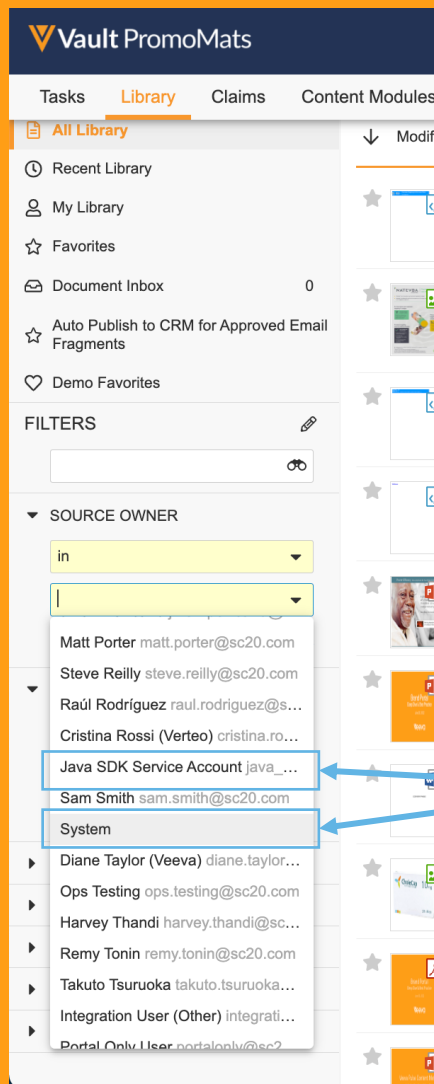 Vault PromoMats
Tasks Library Claims Content Modules
All Library
Modif
Recent Library
My Library
Favorites
Document Inbox 0
Auto Publish to CRM for Approved Email
Fragments
Demo Favorites
FILTERS
SOURCE OWNER
in
Matt Porter matt.porter@sc20.com
Steve Reilly steve.reilly@sc20.com
Raúl Rodríguez raul.rodriguez@s...
Cristina Rossi (Verteo) cristina.ro...
Java SDK Service Account java_...
Sam Smith sam.smith@sc20.com
System
Diane Taylor (Veeva) diane.taylor...
Ops Testing ops.testing@sc20.com
Harvey Thandi harvey.thandi@sc...
Remy Tonin remy.tonin@sc20.com
Takuto Tsuruoka takuto.tsuruoka...
Integration User (Other) integrati...
Portal Only User portalonly@sc2